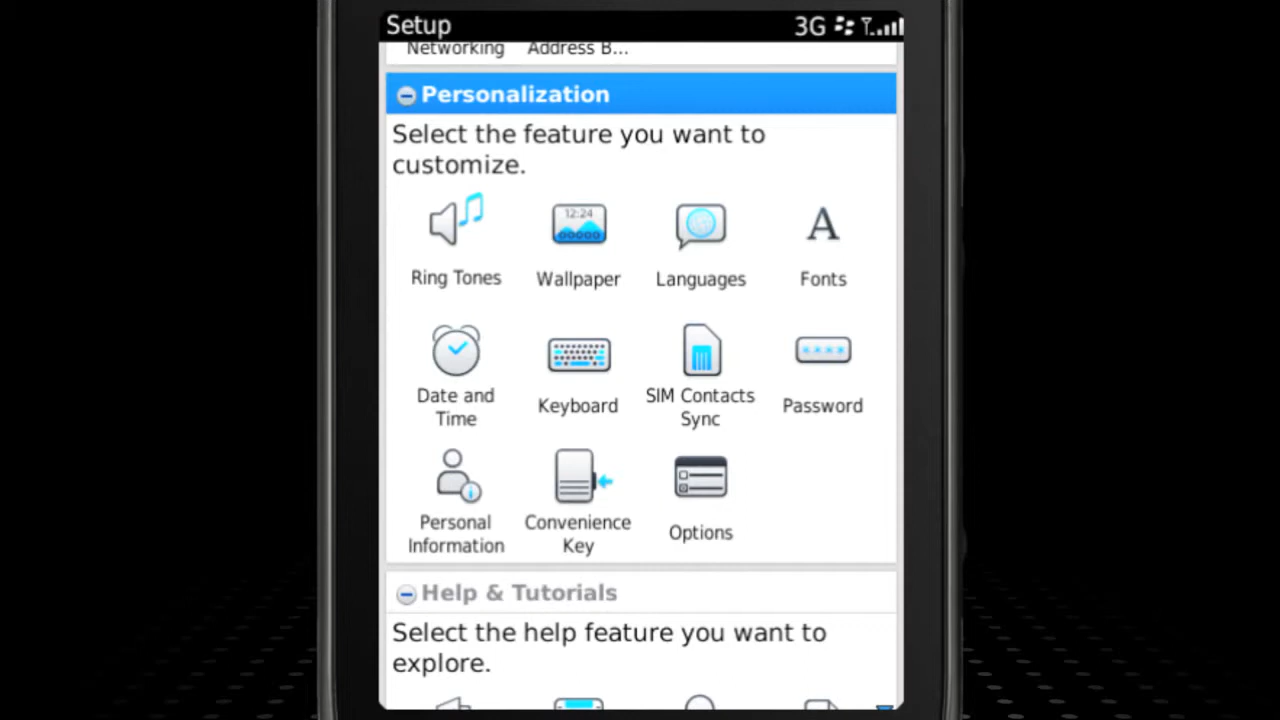 Setup 3G
Networking Address B...
Personalization
Select the feature you want to
customize.
12:24
Ring Tones Wallpaper Languages Fonts
A
Date and
Time
Keyboard
SIM Contacts
Sync
Password
Personal
Information
Convenience
Key
Options
Help & Tutorials
Select the help feature you want to
explore.